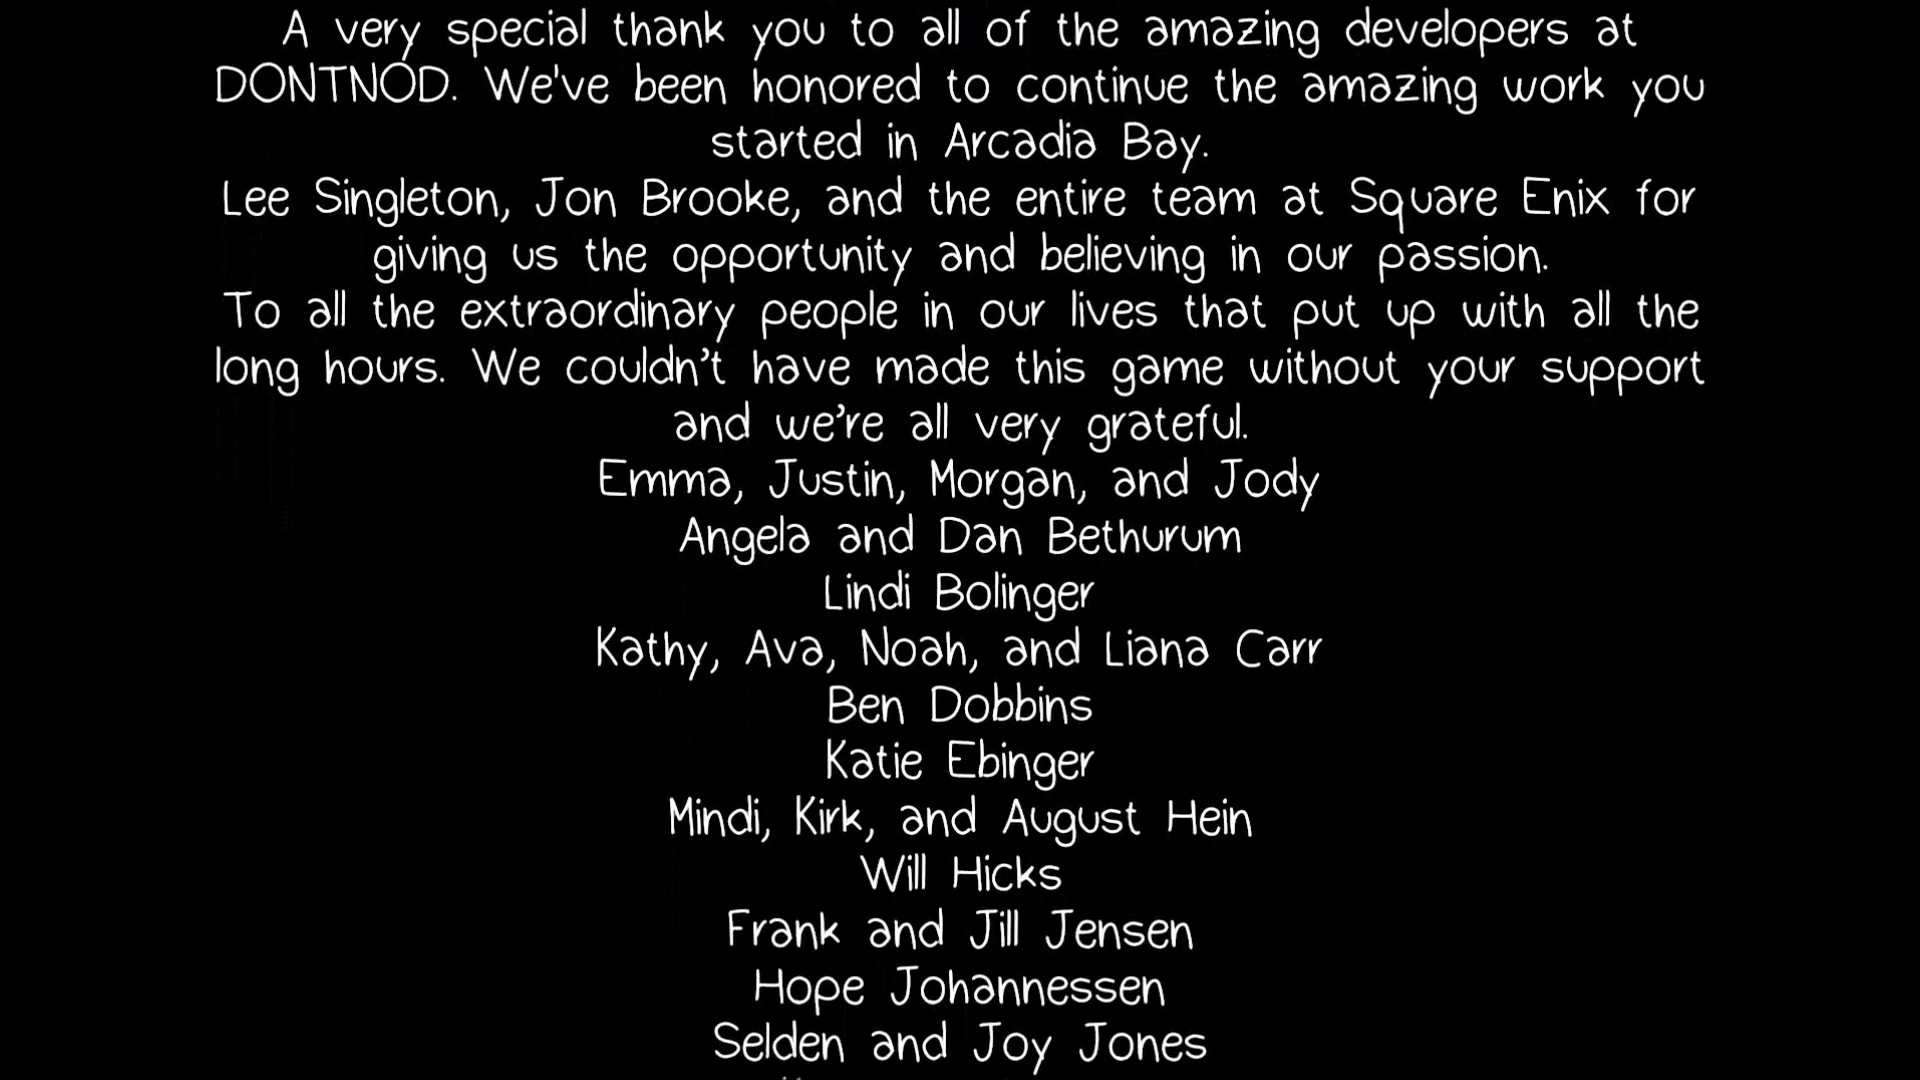 A very special thank you to all of the amazing developers at
DONTNOD. We've been honored to continue the amazing work you
started in Arcadia Bay.
Lee Singleton, Jon Brooke, and the entire team at Square Enix for
giving us the opportunity and believing in our passion.
To all the extraordinary people in our lives that put up with all the
long hours. We couldn’t have made this game without your support
and we’re all very grateful.
Emma, Justin, Morgan, and Jody
Angela and Dan Bethurum
Lindi Bolinger
Kathy, Ava, Noah, and Liana Carr
Ben Dobbins
Katie Ebinger
Mindi, Kirk, and August Hein
Will Hicks
Frank and Jill Jensen
Hope Johannessen
Selden and Joy Jones